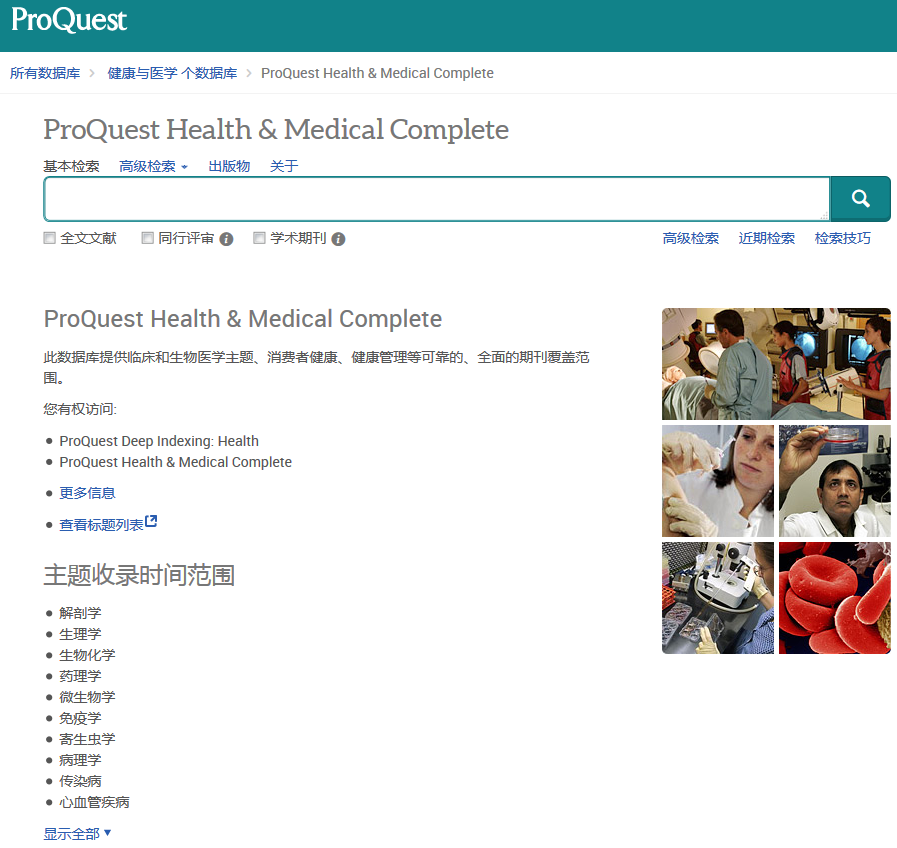 ProQuest
所有数据库 > 健康与医学 个数据库 > ProQuest Health & Medical Complete
ProQuest Health & Medical Complete
基本检索 高级检索 出版物 关于
全文文献 同行评审 学术期刊 高级检索 近期检索 检索技巧
ProQuest Health & Medical Complete
此数据库提供临床和生物医学主题、消费者健康、健康管理等可靠的、全面的期刊覆盖范
围。
您有权访问:
ProQuest Deep Indexing: Health
ProQuest Health & Medical Complete
更多信息
查看标题列表
主题收录时间范围
解剖学
生理学
生物化学
药理学
微生物学
免疫学
寄生虫学
病理学
传染病
心血管疾病
显示全部